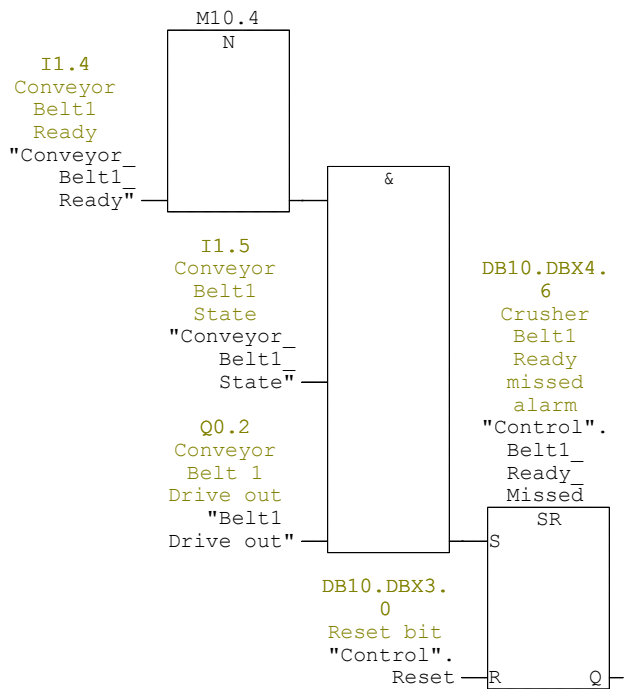 M10.4
N
I1.4
Conveyor
Belt1
Ready
"Conveyor_
Belt1_
Ready"
&
I1.5
Conveyor
Belt1
State
"Conveyor_
Belt1_
State"
Q0.2
Conveyor
Belt 1
Drive out
"Belt1
Drive out"
DB10.DBX4.
6
Crusher
Belt1
Ready
missed
alarm
"Control".
Belt1_
Ready_
Missed
SR
S
DB10.DBX3.
0
Reset bit
"Control".
Reset
R
Q